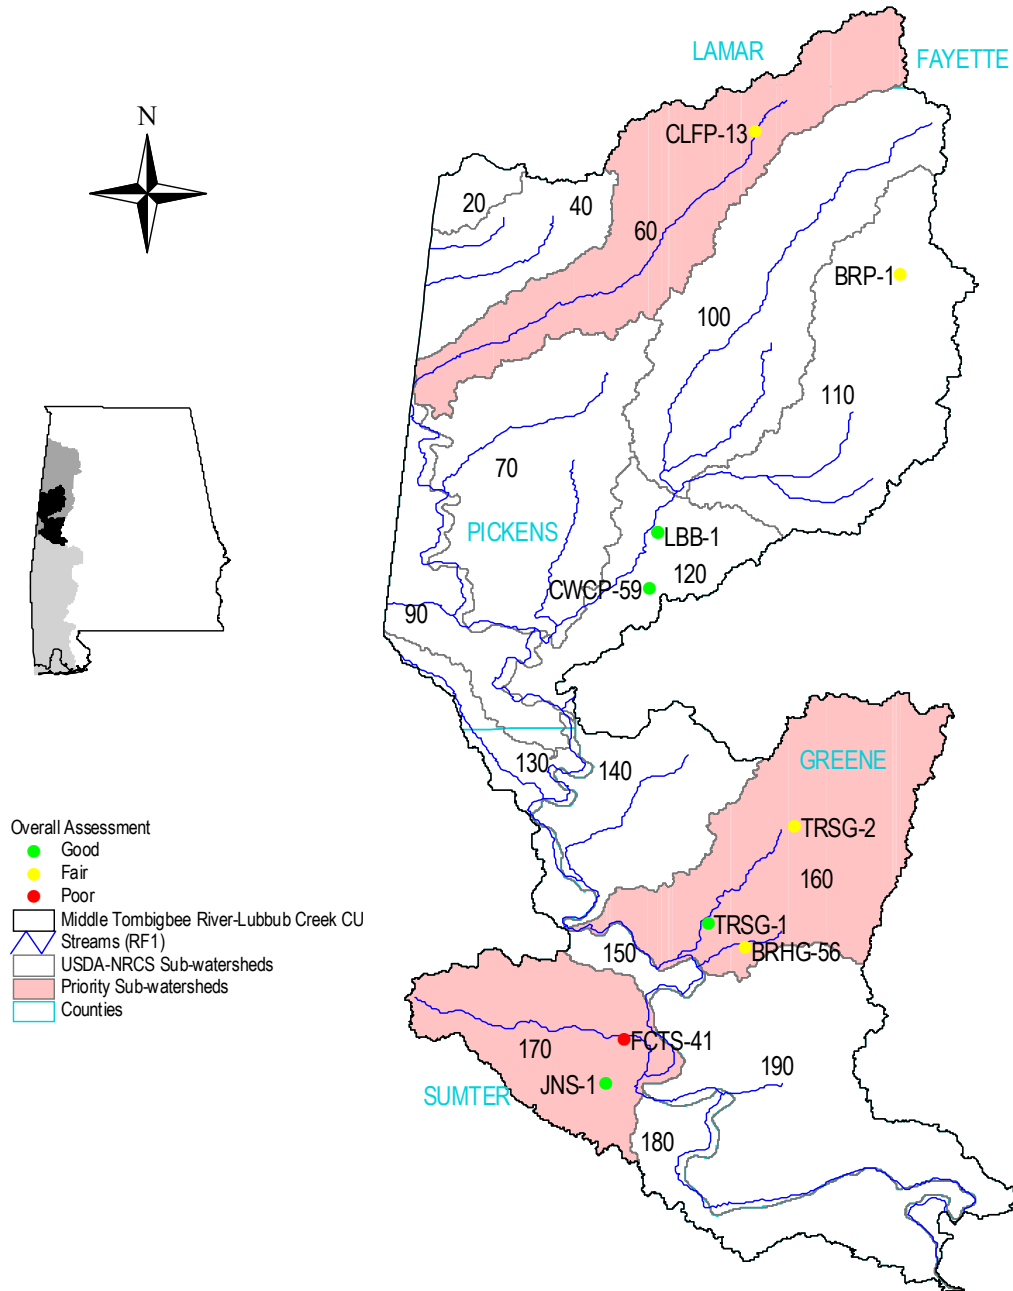 LAMAR
FAYETTE
N
CLFP-13
20
40
60
BRP-1
100
110
70
PICKENS
LBB-1
120
CWCP-59
90
130
140
GREENE
TRSG-2
160
TRSG-1
150
BRHG-56
170
FCTS-41
190
JNS-1
SUMTER
180
Overall Assessment
Good
Fair
Poor
Middle Tombigbee River-Lubbub Creek CU
Streams (RF1)
USDA-NRCS Sub-watersheds
Priority Sub-watersheds
Counties